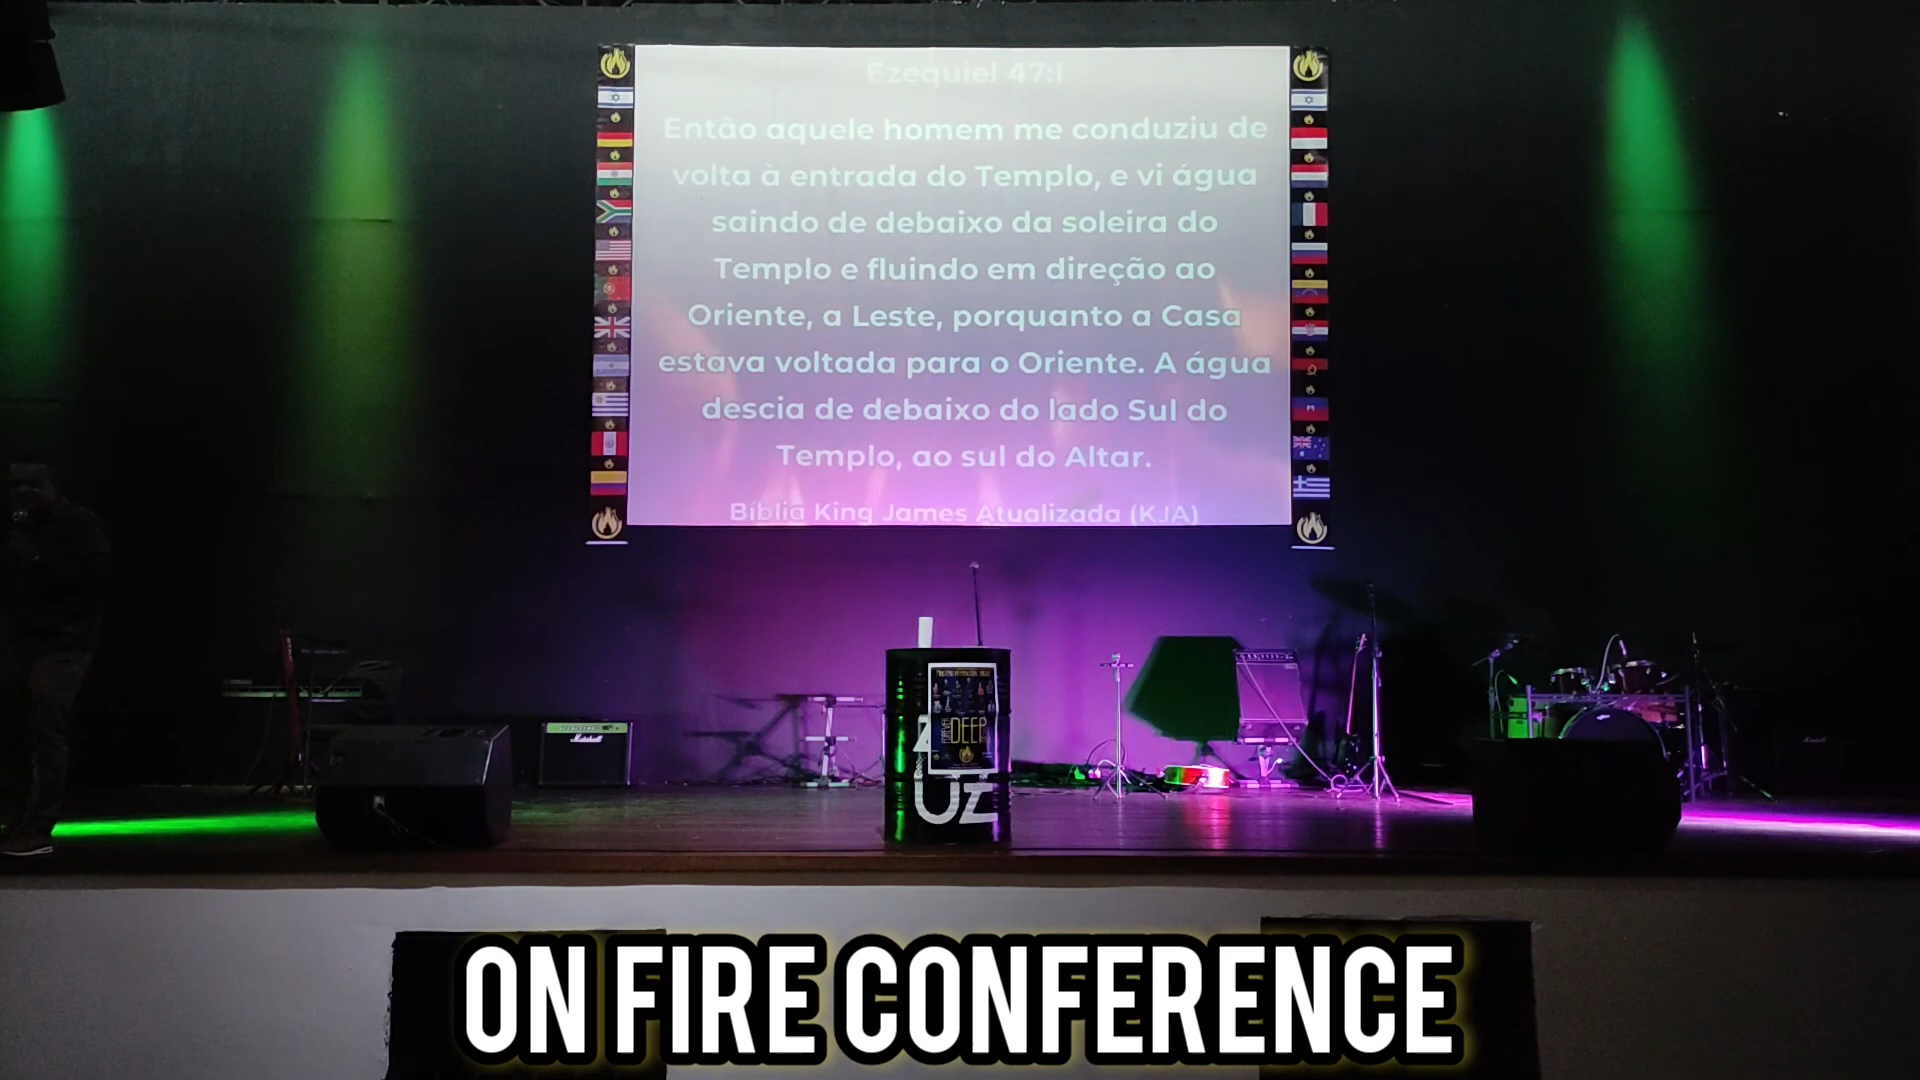 Ezequiel 47:1
Então aquele homem me conduziu de
volta à entrada do Templo, e vi água
saindo de debaixo da soleira do
Templo e fluindo em direção ao
Oriente, a Leste, porquanto a Casa
estava voltada para o Oriente. A água
descia de debaixo do lado Sul do
Templo, ao sul do Altar.
Bíblia King James Atualizada (KJA)
Marshall
DEEP
UZ
ON FIRE CONFERENCE